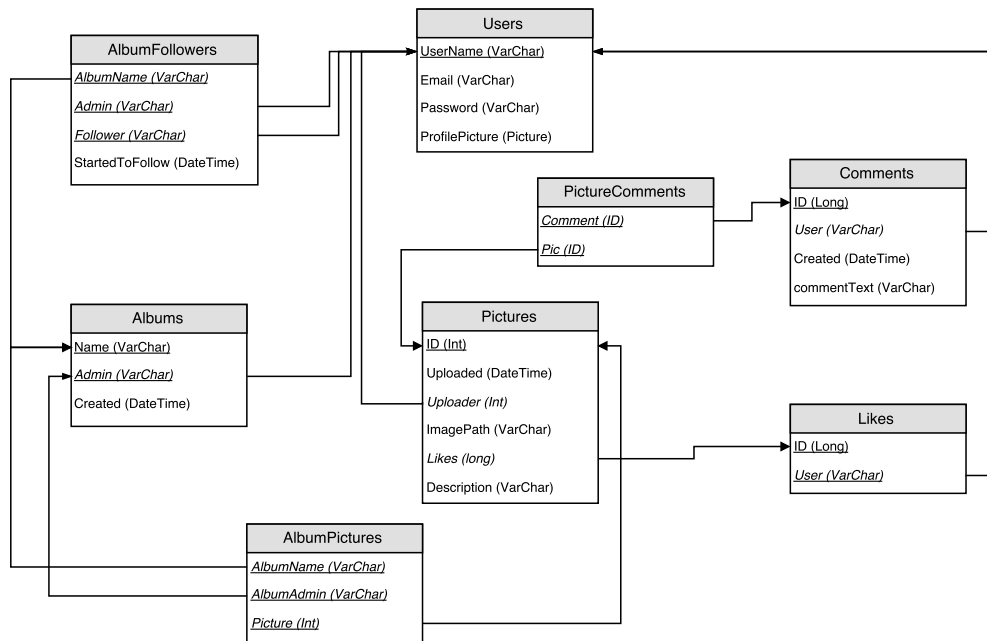 Users
UserName (VarChar)
Email (VarChar)
Password (VarChar)
ProfilePicture (Picture)
AlbumFollowers
AlbumName (VarChar)
Admin (VarChar)
Follower (VarChar)
StartedToFollow (DateTime)
PictureComments
Comment (ID)
Pic (ID)
Comments
ID (Long)
User (VarChar)
Created (DateTime)
commentText (VarChar)
Albums
Name (VarChar)
Admin (VarChar)
Created (DateTime)
Pictures
ID (Int)
Uploaded (DateTime)
Uploader (Int)
ImagePath (VarChar)
Likes (long)
Description (VarChar)
Likes
ID (Long)
User (VarChar)
AlbumPictures
AlbumName (VarChar)
AlbumAdmin (VarChar)
Picture (Int)